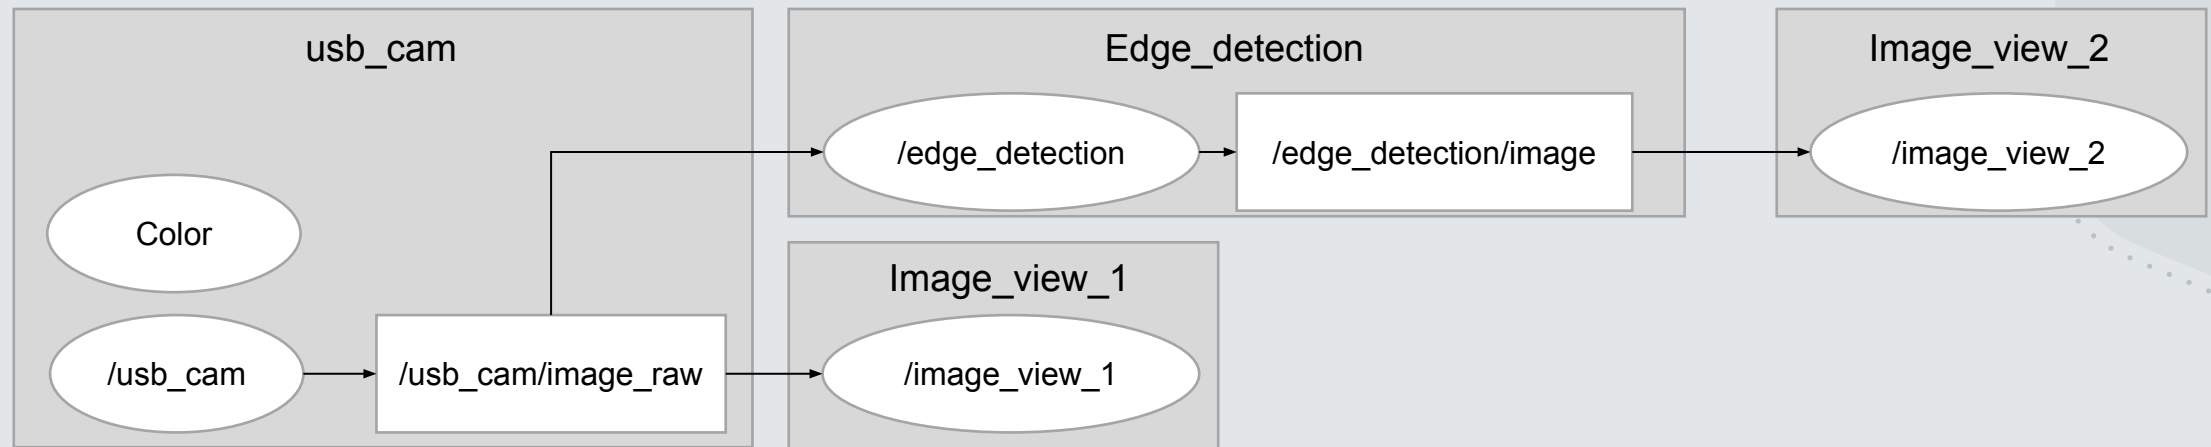 usb_cam
Edge_detection
Image_view_2
/edge_detection
/edge_detection/image
/image_view_2
Color
Image_view_1
/usb_cam
/usb_cam/image_raw
/image_view_1